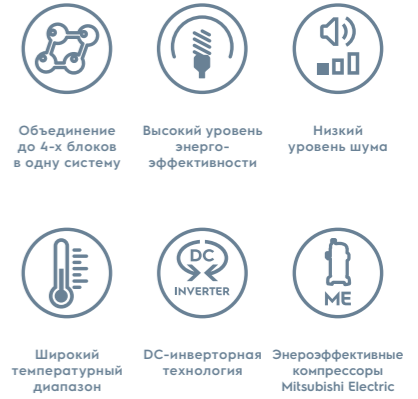 Объединение
до 4-х блоков
в одну систему
Высокий уровень
энерго-
эффективности
Низкий
уровень шума
DC
INVERTER
ME
Широкий
температурный
диапазон
DC-инверторная
технология
Энероэффективные
компрессоры
Mitsubishi Electric